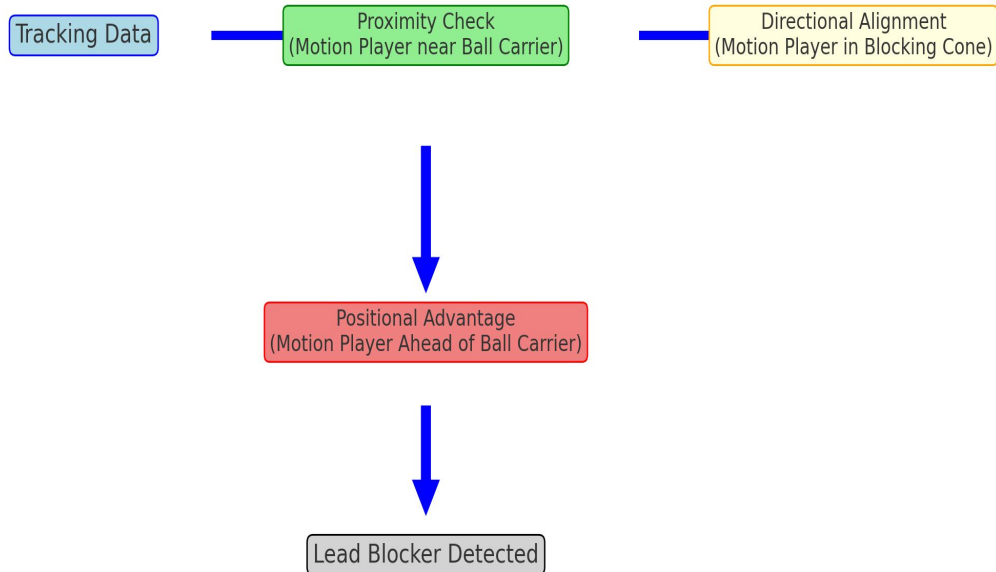 Tracking Data
Proximity Check
(Motion Player near Ball Carrier)
Directional Alignment
(Motion Player in Blocking Cone)
Positional Advantage
(Motion Player Ahead of Ball Carrier)
Lead Blocker Detected